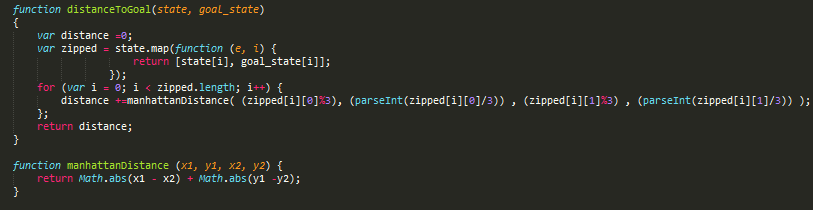 function distanceToGoal(state, goal_state)
{
    var distance =0;
    var zipped = state.map(function (e, i) {
                    return [state[i], goal_state[i]];
                });
    for (var i = 0; i < zipped.length; i++) {
        distance +=manhattanDistance( (zipped[i][0]%3), (parseInt(zipped[i][0]/3)) , (zipped[i][1]%3) , (parseInt(zipped[i][1]/3)) );
    };
    return distance;
}

function manhattanDistance (x1, y1, x2, y2) {
    return Math.abs(x1 - x2) + Math.abs(y1 -y2);
}